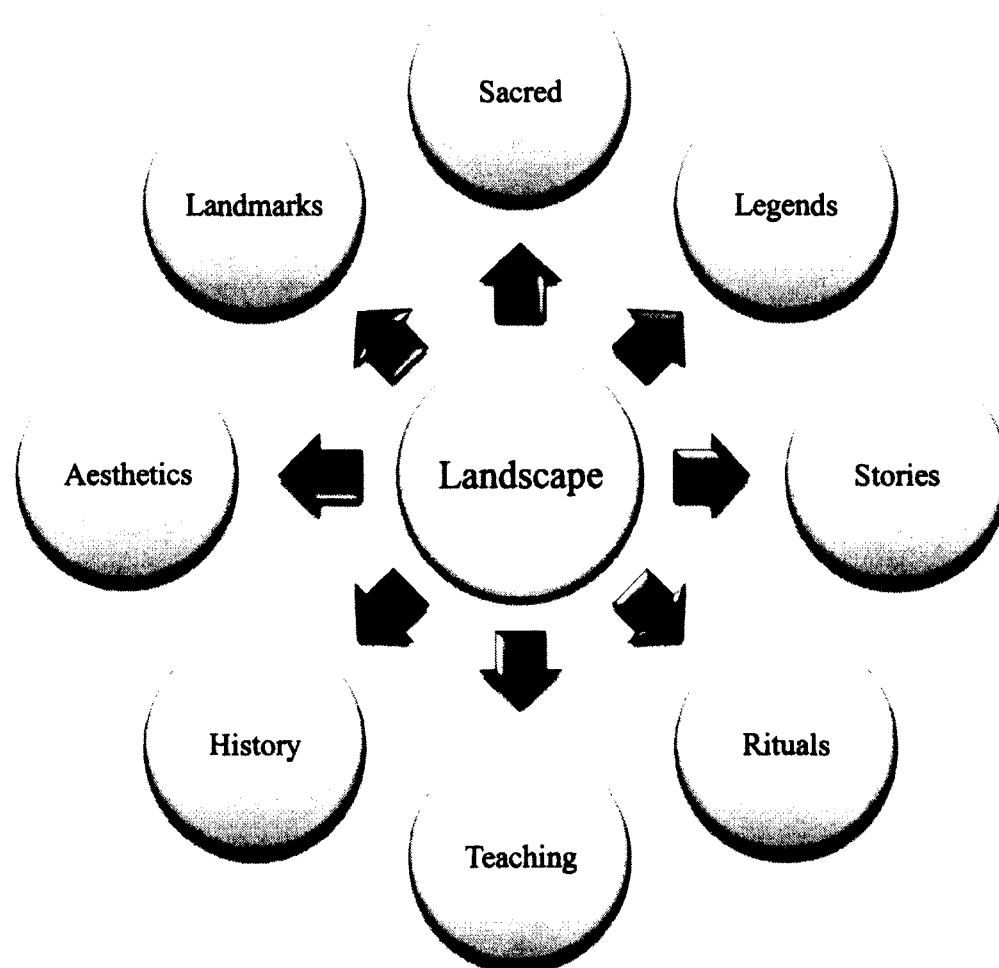 Sacred
Landmarks
Legends
Aesthetics
Landscape
Stories
History
Rituals
Teaching